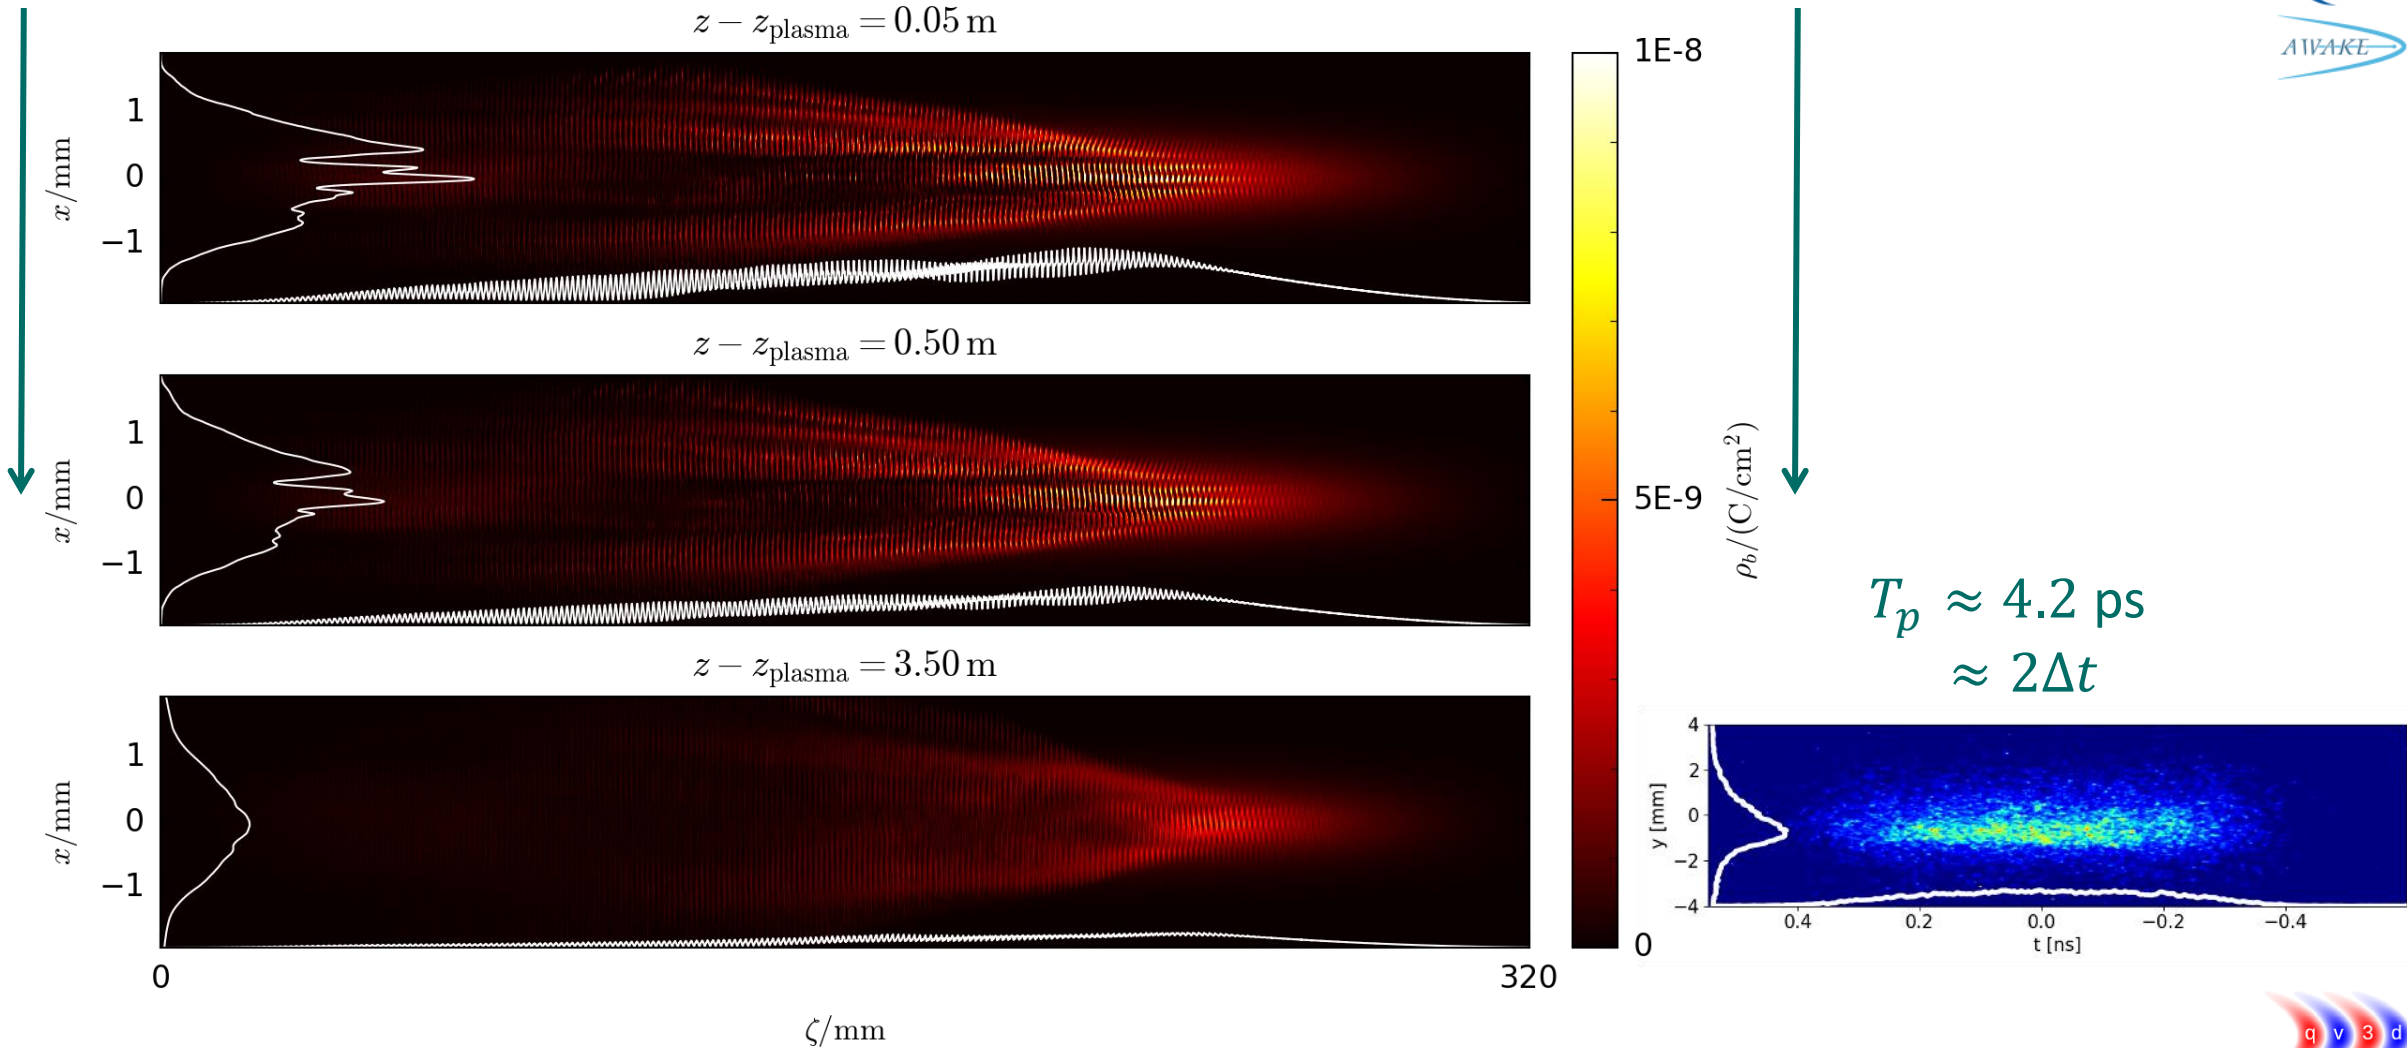 z − z_plasma = 0.05 m
1
0
−1
x/mm
z − z_plasma = 0.50 m
1
0
−1
x/mm
z − z_plasma = 3.50 m
1
0
−1
x/mm
0
320
ζ/mm
1E-8
5E-9
0
ρ_b/(C/cm²)
AWAKE
T_p ≈ 4.2 ps
≈ 2Δt
4
2
0
−2
−4
y [mm]
0.4 0.2 0.0 −0.2 −0.4
t [ns]
q v 3 d